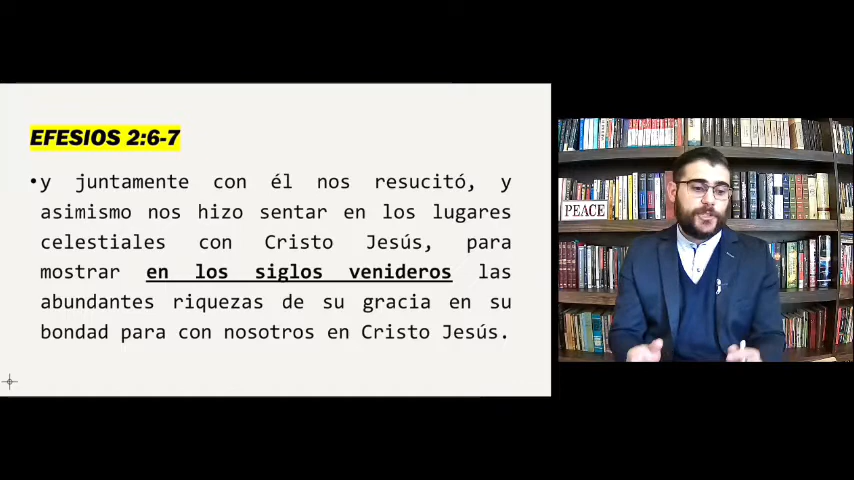 EFESIOS 2:6-7
•y juntamente con él nos resucitó, y
asimismo nos hizo sentar en los lugares
celestiales con Cristo Jesús, para
mostrar en los siglos venideros las
abundantes riquezas de su gracia en su
bondad para con nosotros en Cristo Jesús.
PEACE